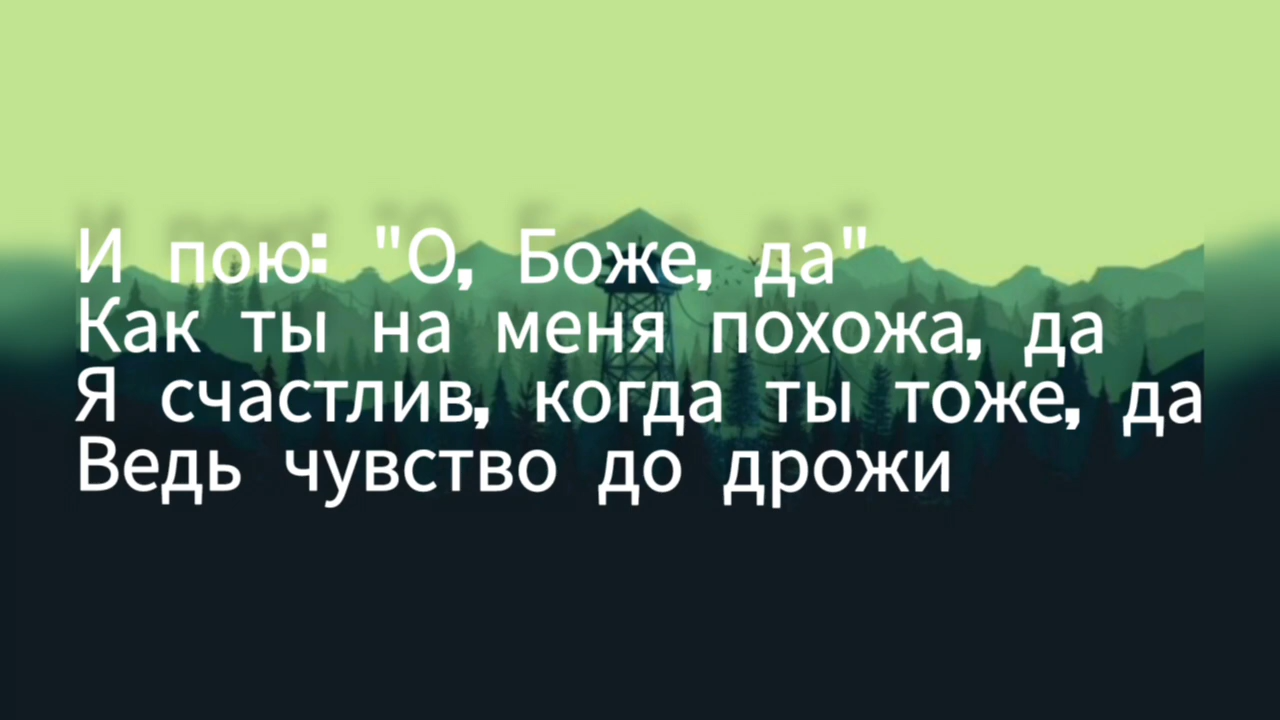 И пою: "О, Боже, да"
Как ты на меня похожа, да
Я счастлив, когда ты тоже, да
Ведь чувство до дрожи